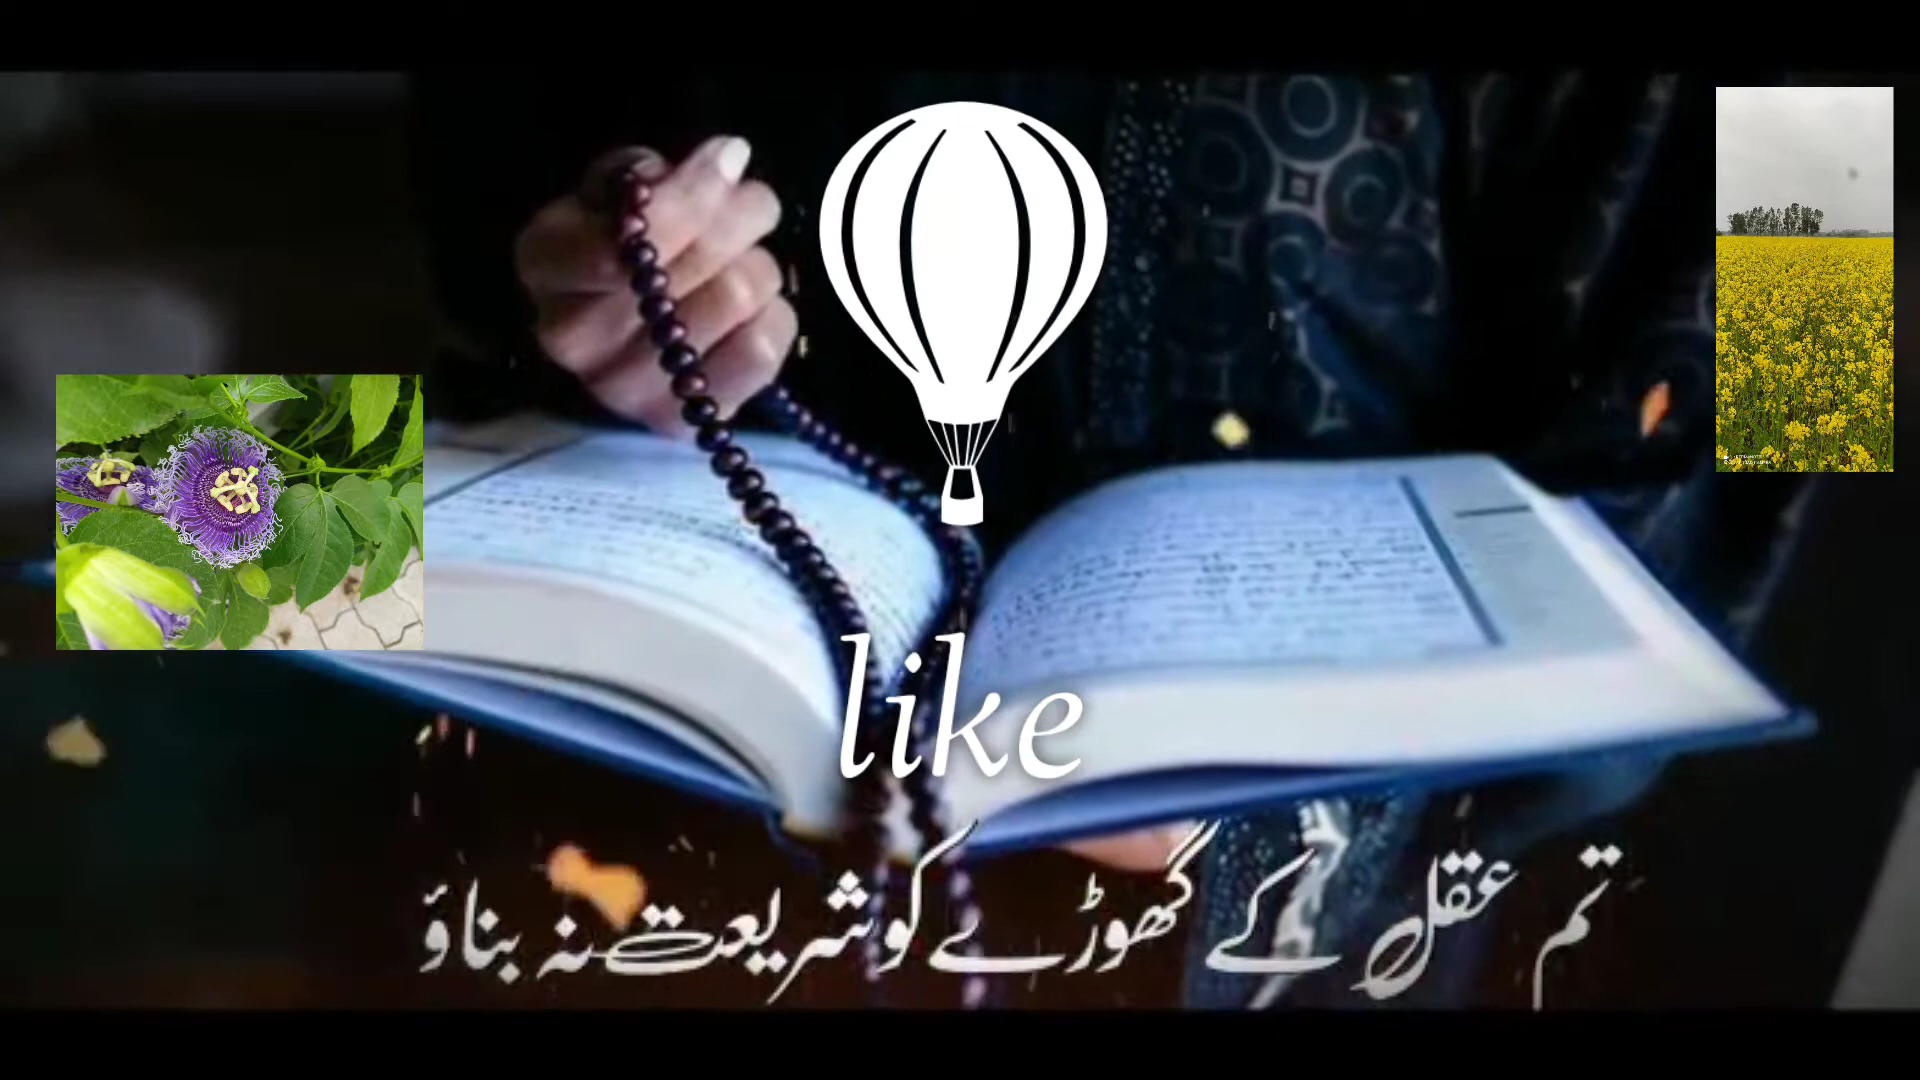 like
تم عقل کے گھوڑے کو شریعت نہ بناؤ